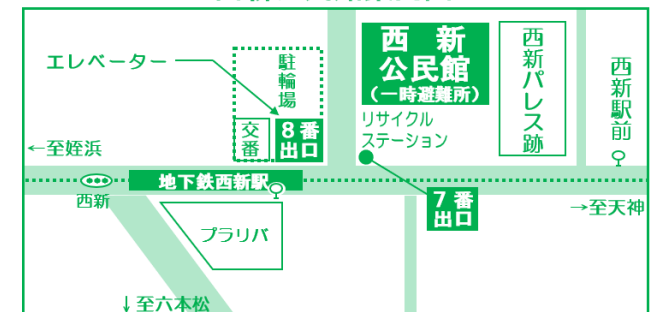 エレベーター
駐輪場
西新
公民館
(一時避難所)
西新パレス跡
西新駅前
リサイクル
ステーション
交番
8番
出口
←至姪浜
地下鉄西新駅
西新
7番
出口
→至天神
プラリバ
↓至六本松